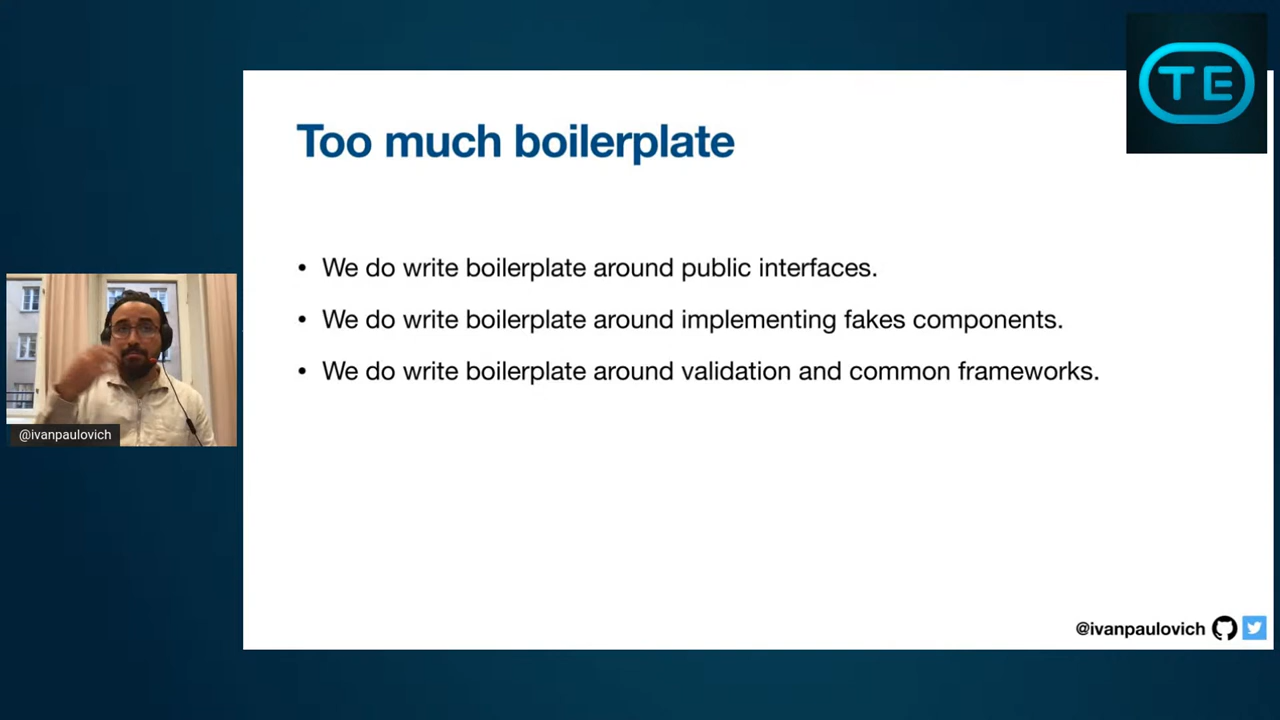 TE
Too much boilerplate
• We do write boilerplate around public interfaces.
• We do write boilerplate around implementing fakes components.
• We do write boilerplate around validation and common frameworks.
@ivanpaulovich
@ivanpaulovich